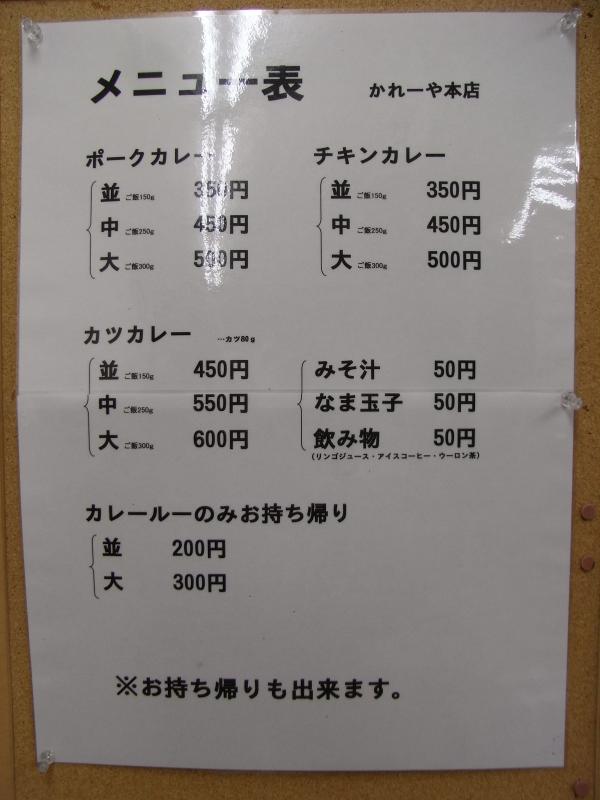 メニュー表 かれーや本店
ポークカレー
並 ご飯150g 350円
中 ご飯250g 450円
大 ご飯300g 500円
チキンカレー
並 ご飯150g 350円
中 ご飯250g 450円
大 ご飯300g 500円
カツカレー …カツ80g
並 ご飯150g 450円
中 ご飯250g 550円
大 ご飯300g 600円
みそ汁 50円
なま玉子 50円
飲み物 50円
(リンゴジュース・アイスコーヒー・ウーロン茶)
カレールーのみお持ち帰り
並 200円
大 300円
※お持ち帰りも出来ます。